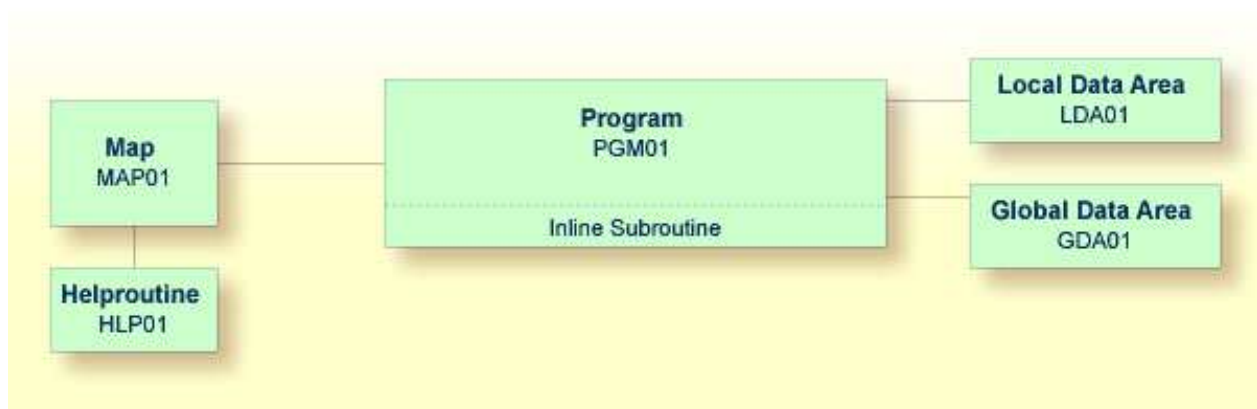 Map
MAP01
Helproutine
HLP01
Program
PGM01
Inline Subroutine
Local Data Area
LDA01
Global Data Area
GDA01